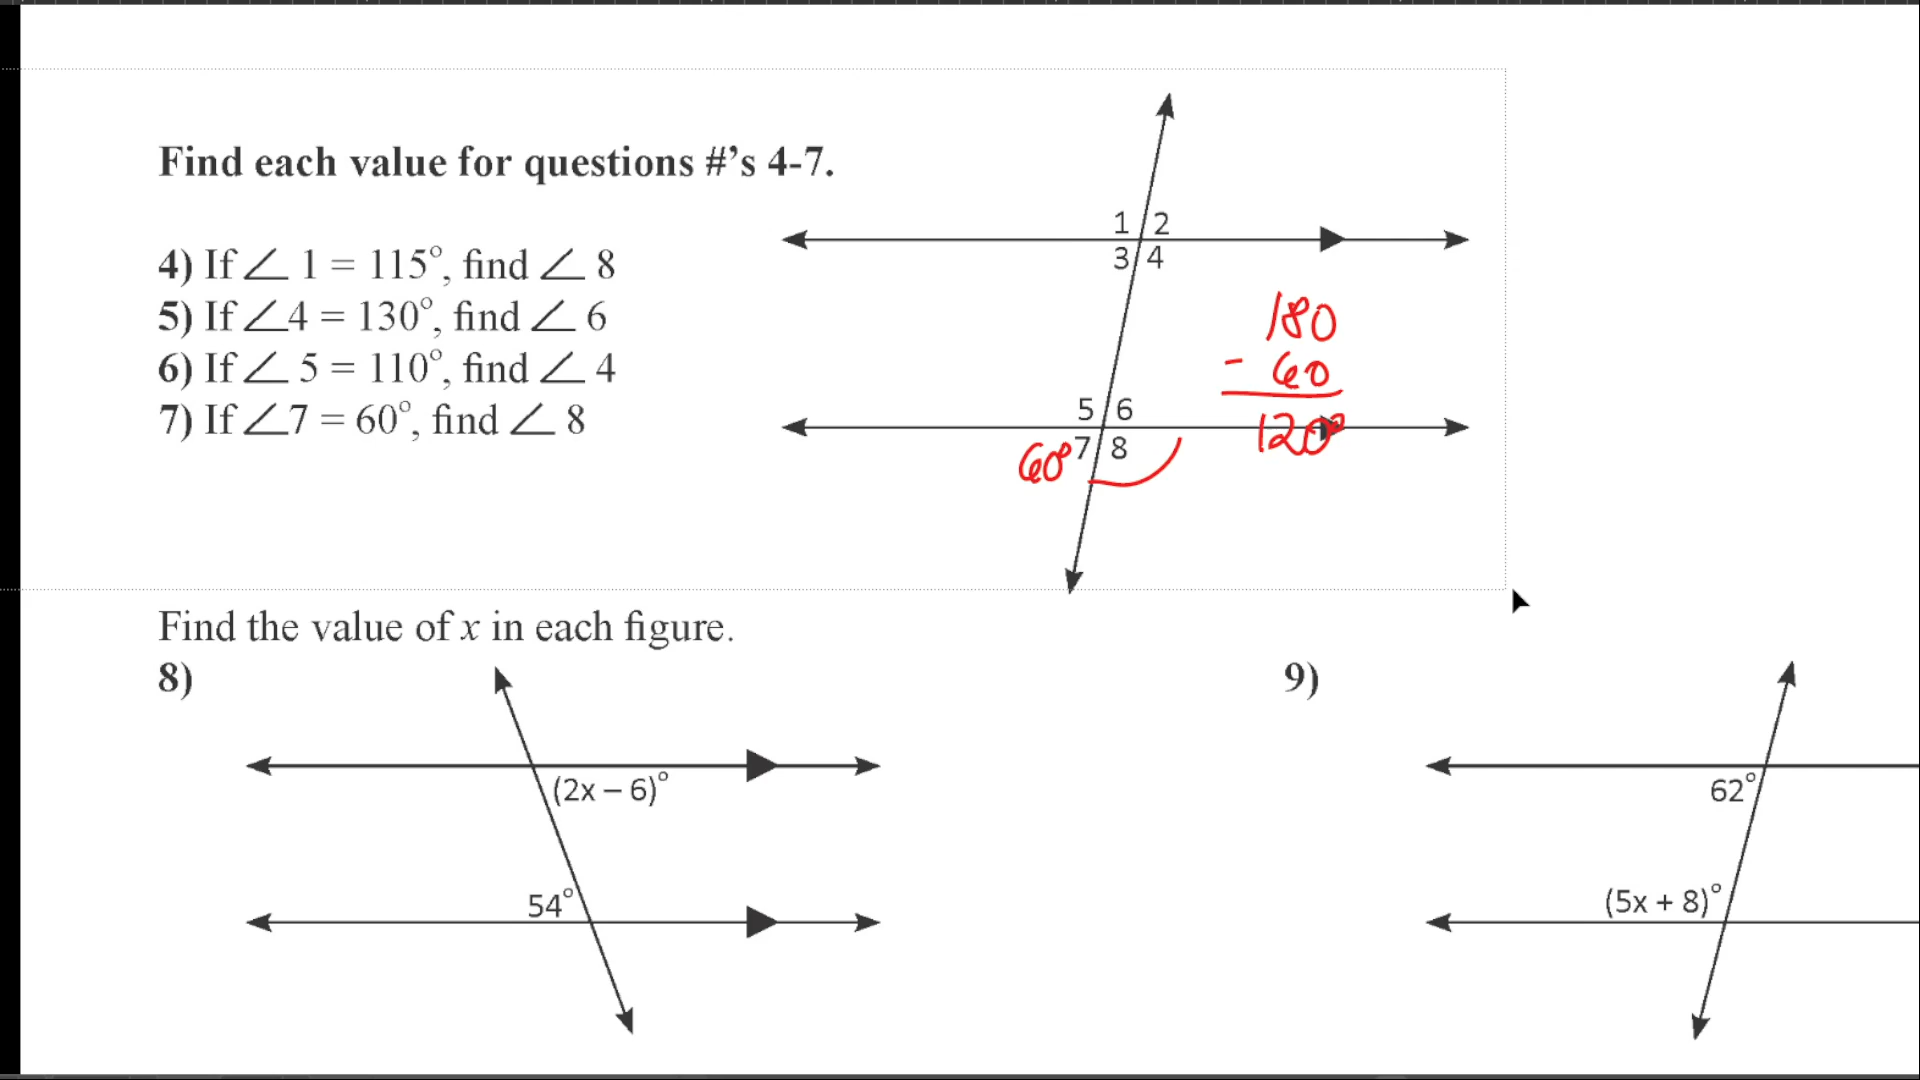 Find each value for questions #’s 4-7.
4) If ∠ 1 = 115°, find ∠ 8
5) If ∠4 = 130°, find ∠ 6
6) If ∠ 5 = 110°, find ∠ 4
7) If ∠7 = 60°, find ∠ 8
1 2
3 4
180
- 60
120°
5 6
60° 7 8
Find the value of x in each figure.
8)
(2x – 6)°
54°
9)
62°
(5x + 8)°